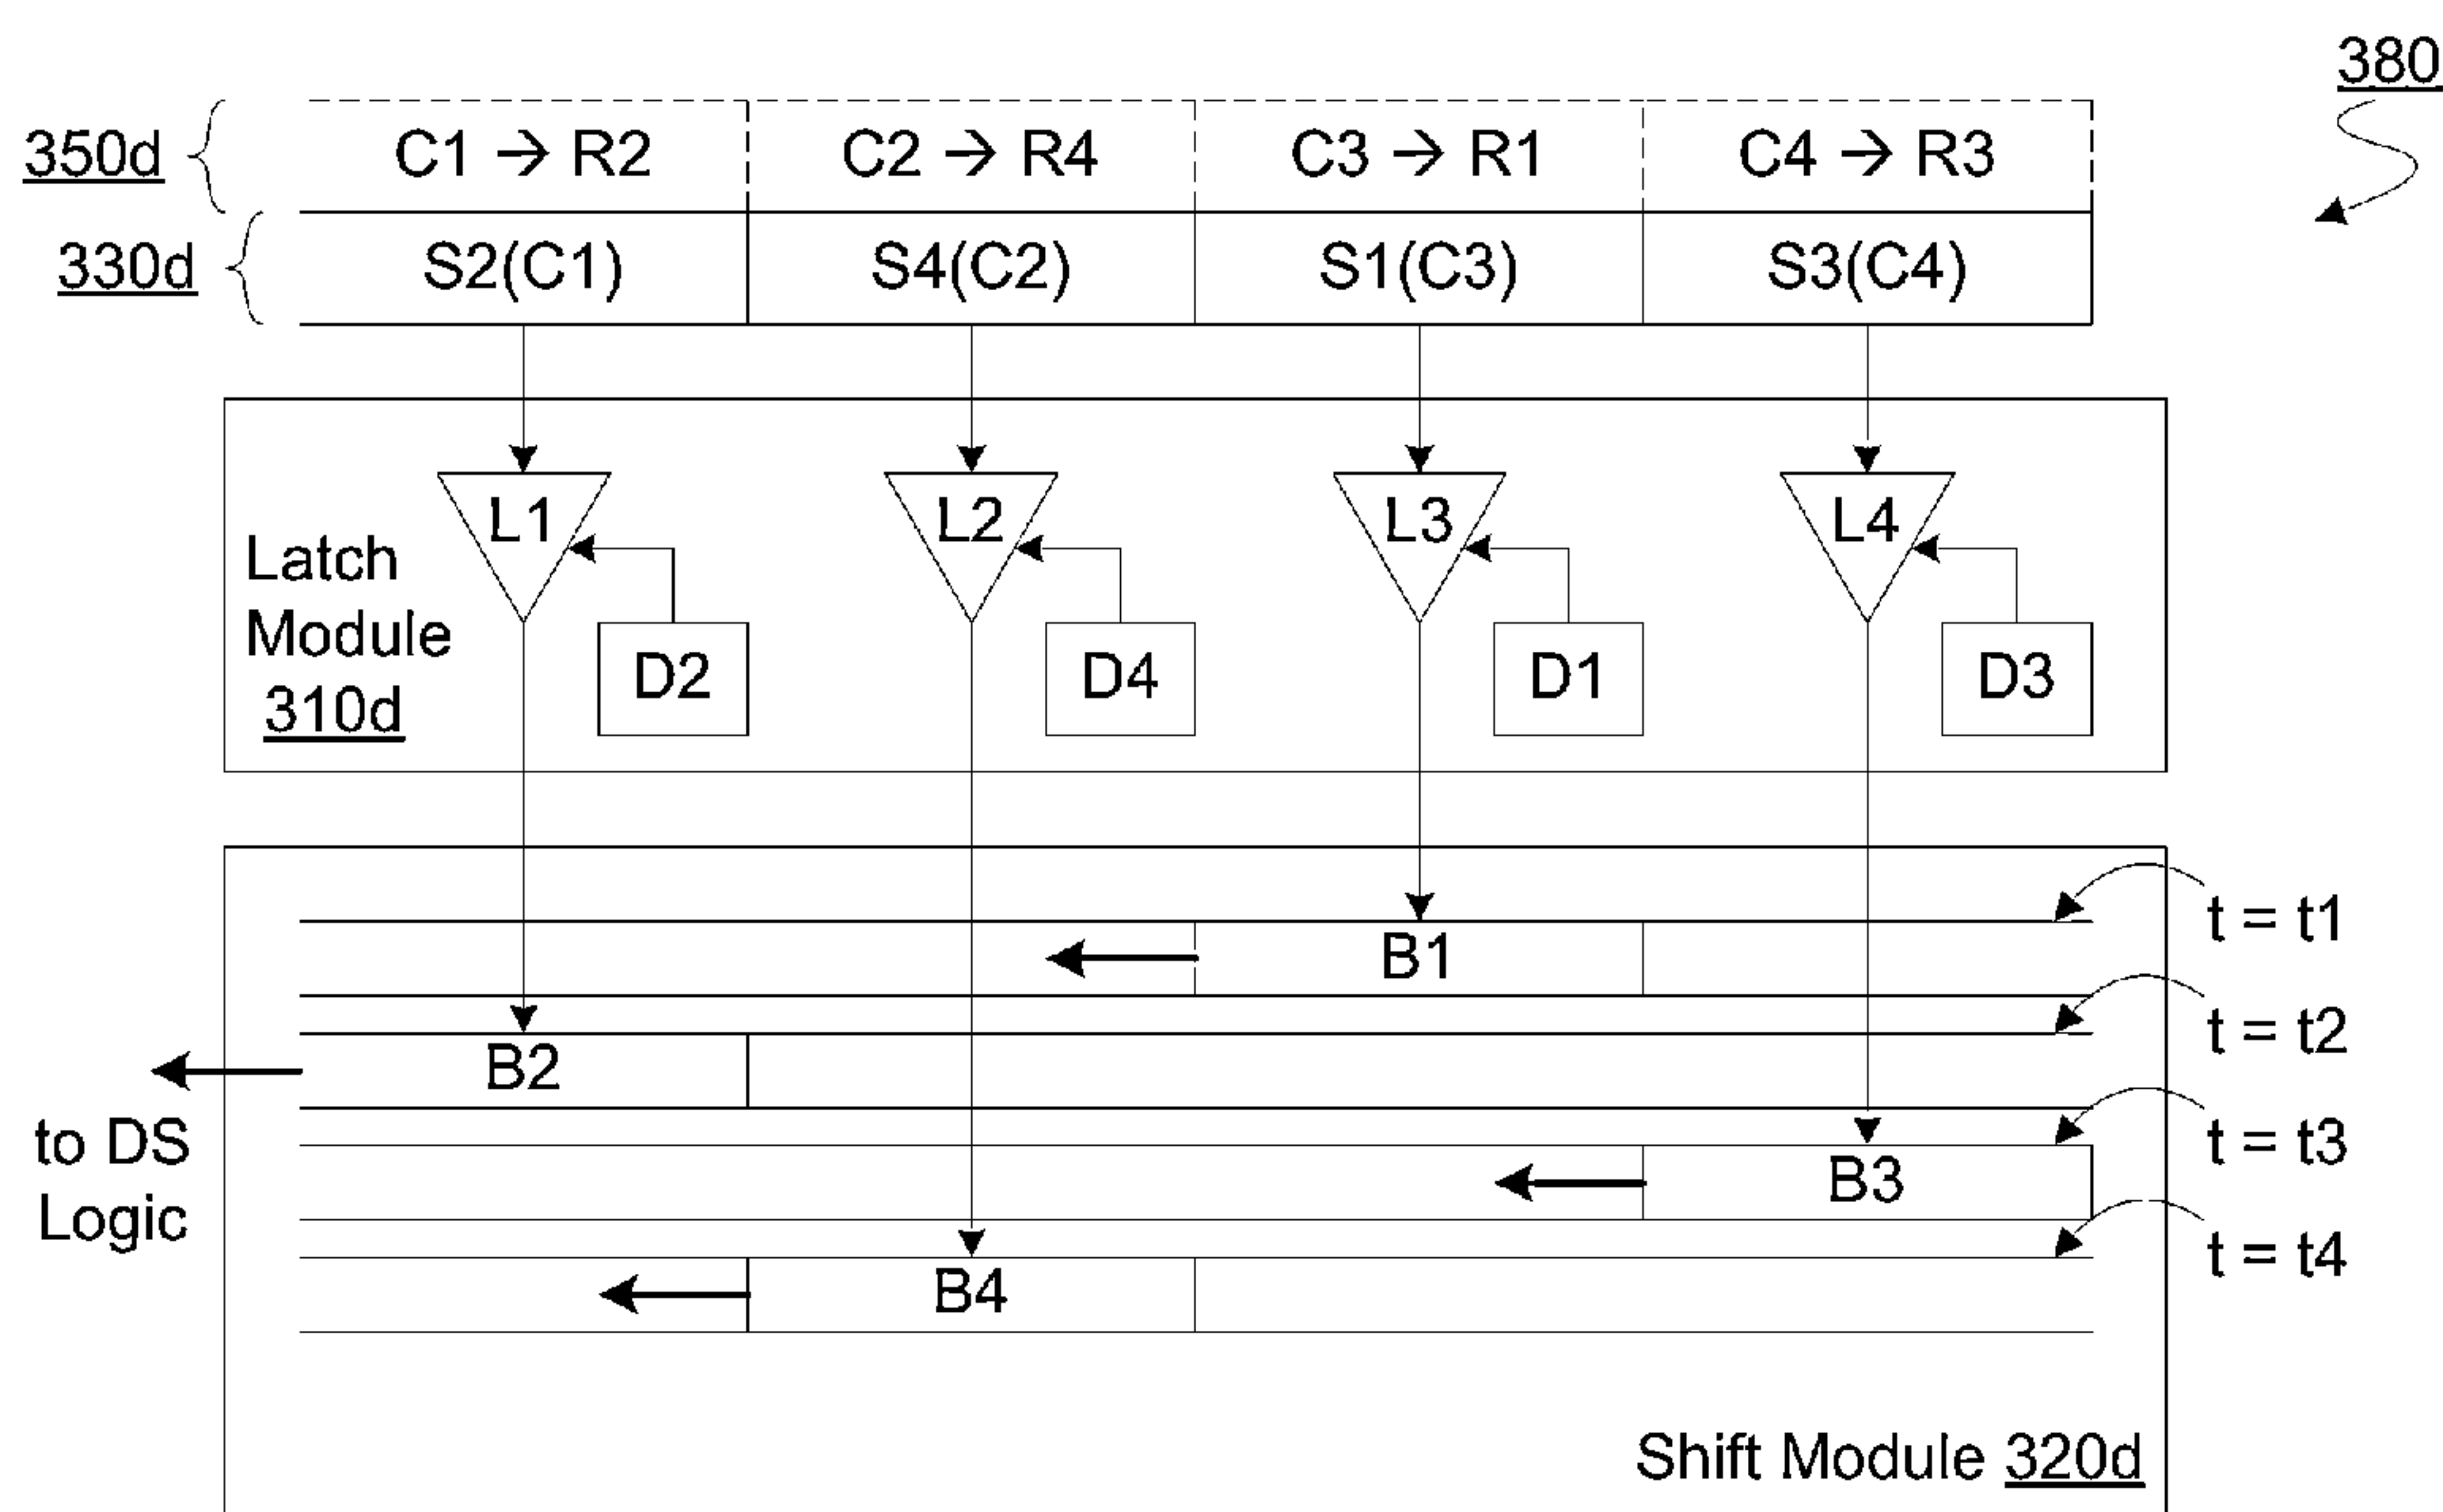 380
350d
C1 → R2
C2 → R4
C3 → R1
C4 → R3
330d
S2(C1)
S4(C2)
S1(C3)
S3(C4)
L1
L2
L3
L4
Latch
Module
310d
D2
D4
D1
D3
B1
t = t1
B2
t = t2
to DS
Logic
B3
t = t3
B4
t = t4
Shift Module 320d